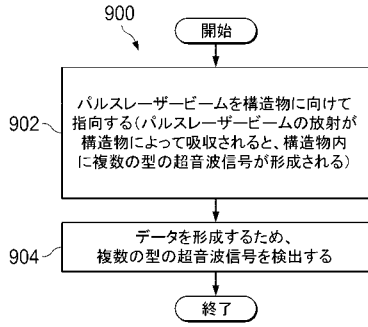 900
開始
902
パルスレーザービームを構造物に向けて
指向する(パルスレーザービームの放射が
構造物によって吸収されると、構造物内
に複数の型の超音波信号が形成される)
904
データを形成するため、
複数の型の超音波信号を検出する
終了